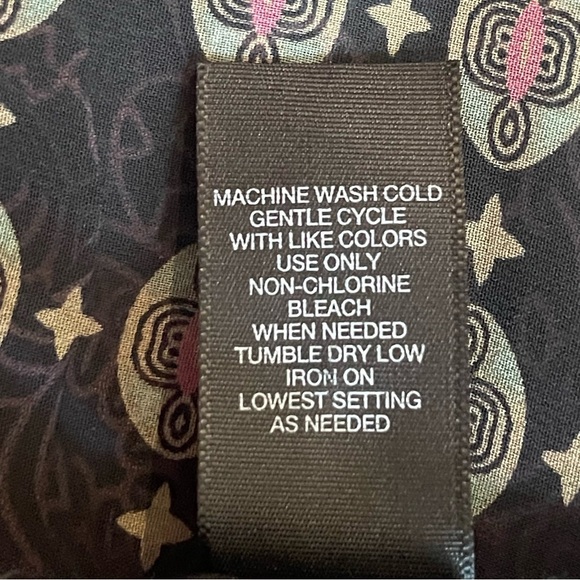 MACHINE WASH COLD
GENTLE CYCLE
WITH LIKE COLORS
USE ONLY
NON-CHLORINE
BLEACH
WHEN NEEDED
TUMBLE DRY LOW
IRON ON
LOWEST SETTING
AS NEEDED